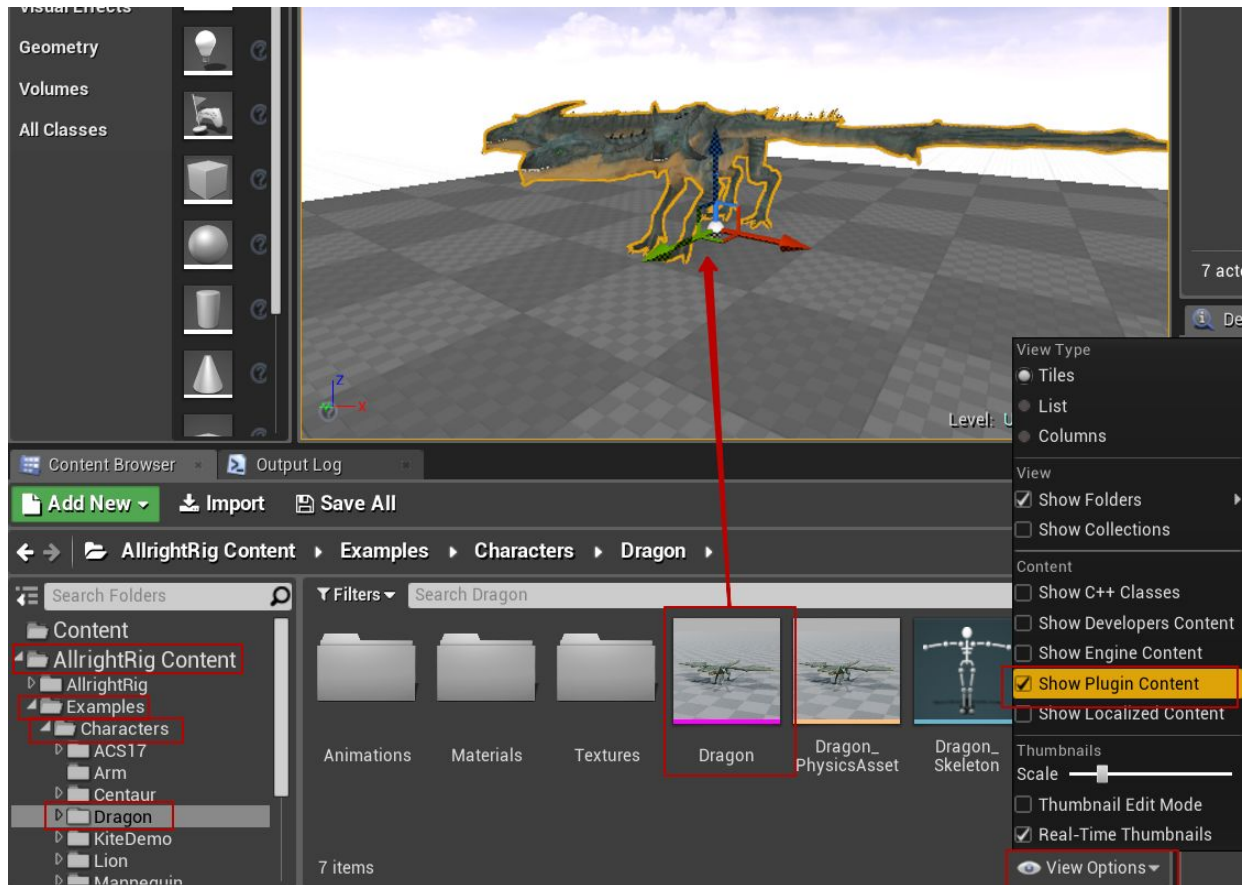 Visual Effects
Geometry
Volumes
All Classes
Z
X
Level:
7 act
De
View Type
Tiles
List
Columns
View
Show Folders
Show Collections
Content
Show C++ Classes
Show Developers Content
Show Engine Content
Show Plugin Content
Show Localized Content
Thumbnails
Scale
Thumbnail Edit Mode
Real-Time Thumbnails
View Options
Content Browser
Output Log
Add New
Import
Save All
AllrightRig Content
Examples
Characters
Dragon
Search Folders
Content
AllrightRig Content
AllrightRig
Examples
Characters
ACS17
Arm
Centaur
Dragon
KiteDemo
Lion
Mannequin
Filters
Search Dragon
Animations
Materials
Textures
Dragon
Dragon_
PhysicsAsset
Dragon_
Skeleton
7 items